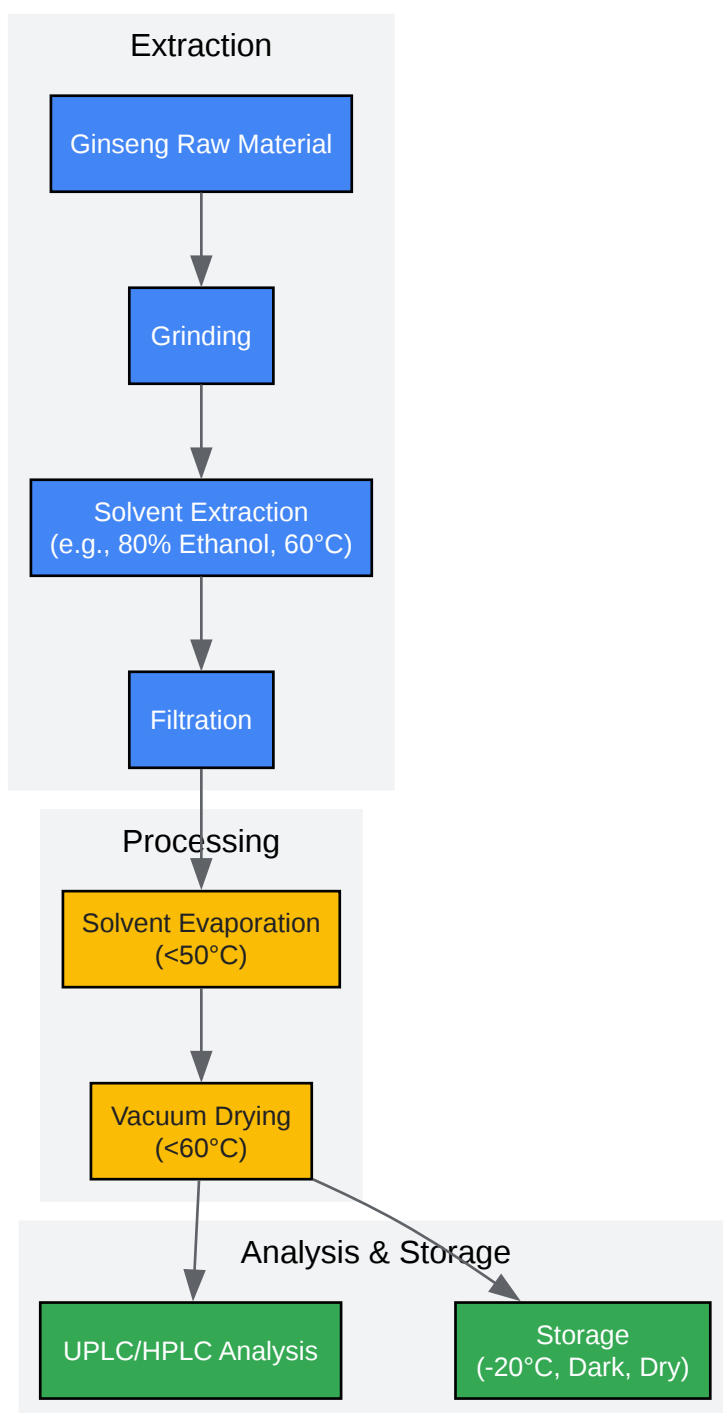 Extraction
Ginseng Raw Material
Grinding
Solvent Extraction
(e.g., 80% Ethanol, 60°C)
Filtration
Processing
Solvent Evaporation
(<50°C)
Vacuum Drying
(<60°C)
Analysis & Storage
UPLC/HPLC Analysis
Storage
(-20°C, Dark, Dry)